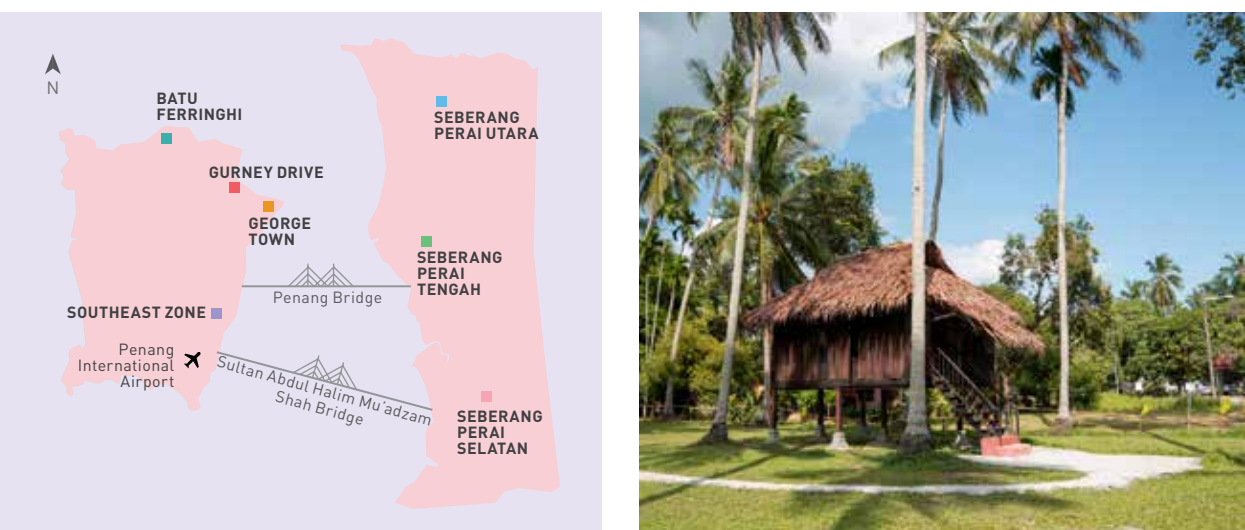 N
BATU
FERRINGHI
GURNEY DRIVE
GEORGE
TOWN
SEBERANG
PERAI UTARA
SEBERANG
PERAI
TENGAH
Penang Bridge
SOUTHEAST ZONE
Penang
International
Airport
Sultan Abdul Halim Mu'adzam
Shah Bridge
SEBERANG
PERAI
SELATAN